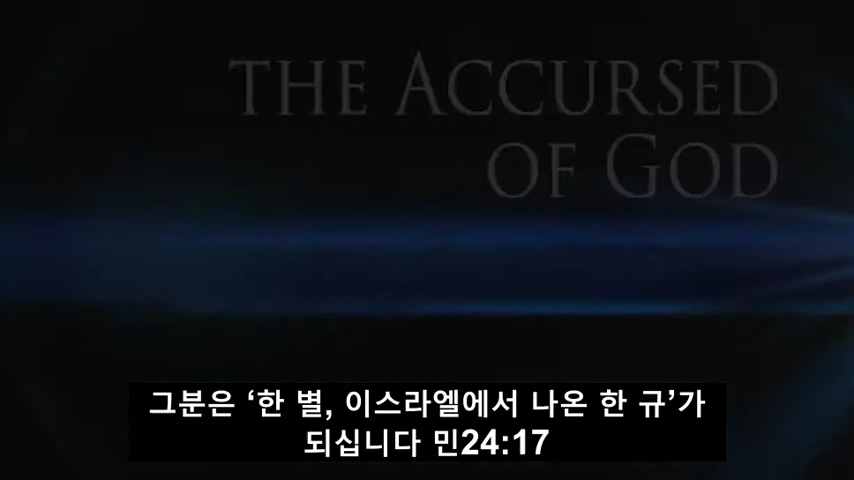 THE ACCURSED
OF GOD
그분은 ‘한 별, 이스라엘에서 나온 한 규’가
되십니다 민24:17